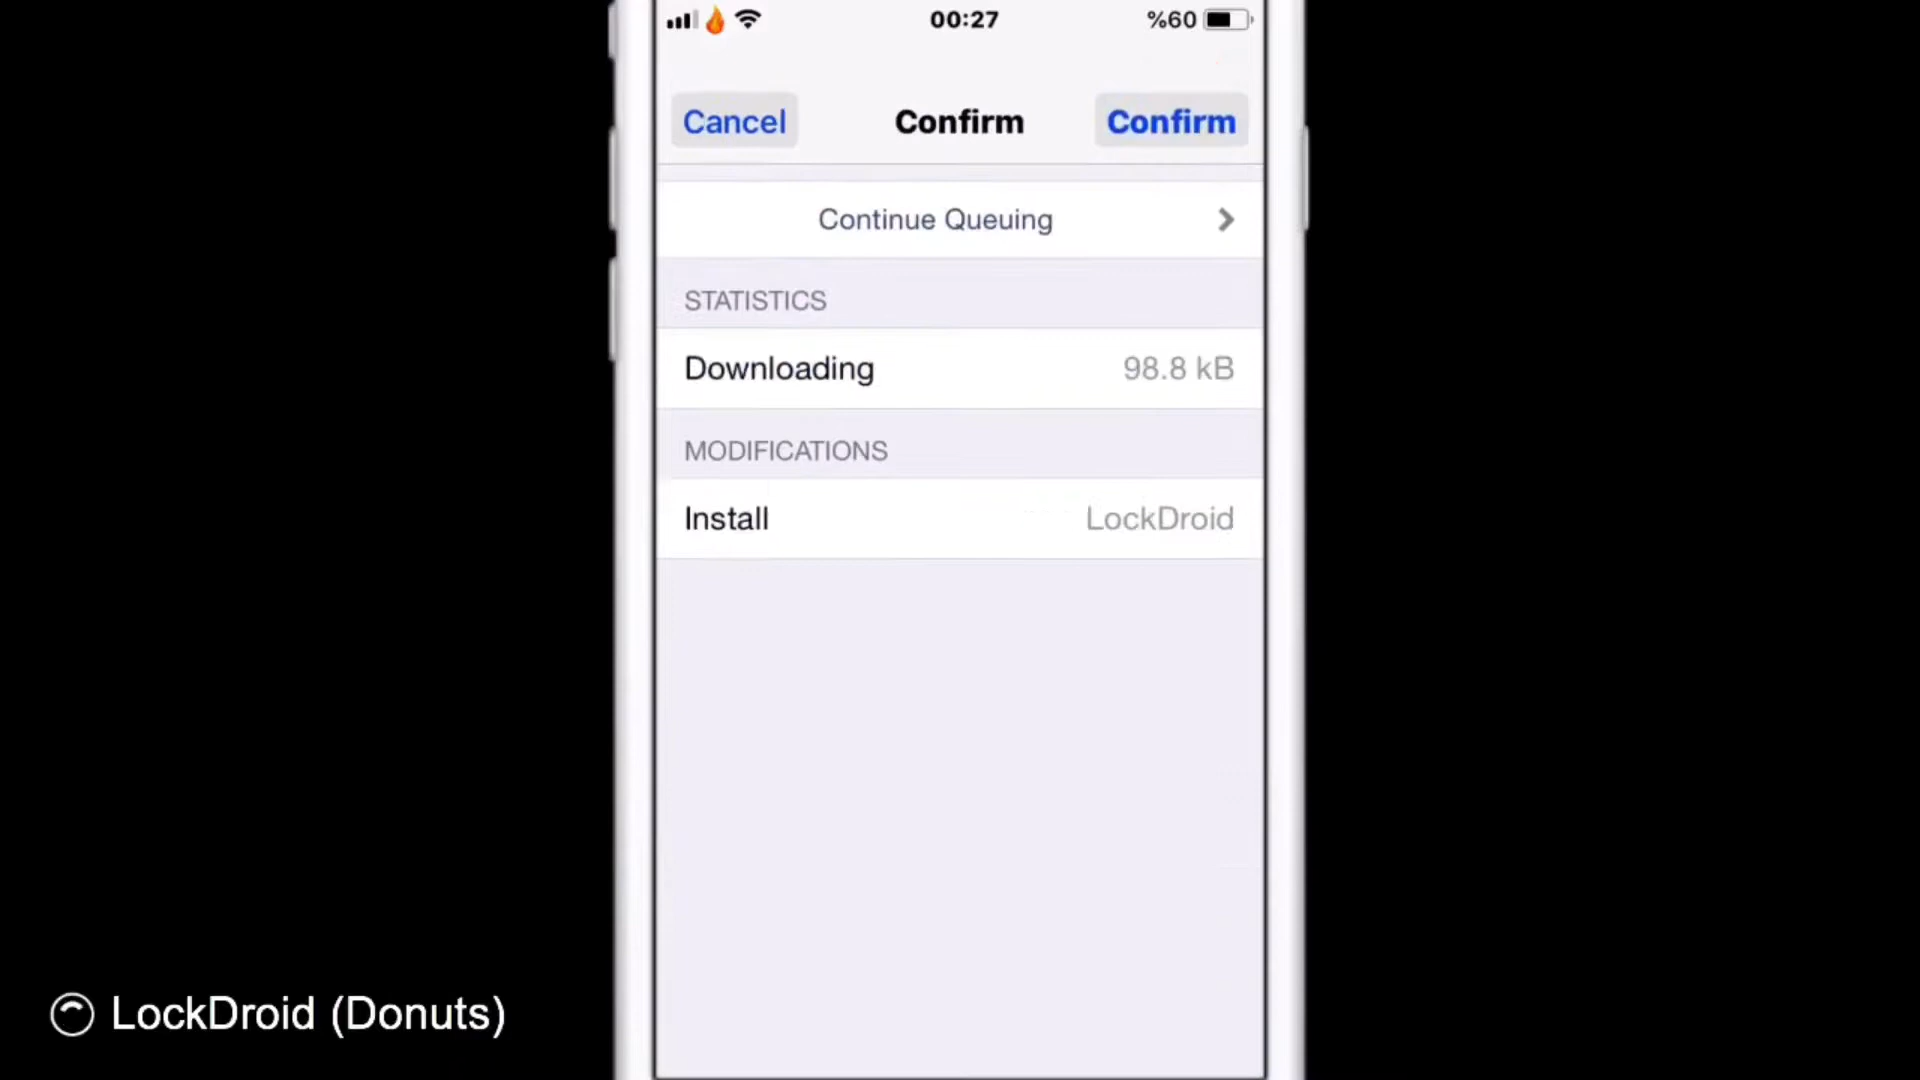 00:27
%60
Cancel
Confirm
Confirm
Continue Queuing
STATISTICS
Downloading
98.8 kB
MODIFICATIONS
Install
LockDroid
LockDroid (Donuts)